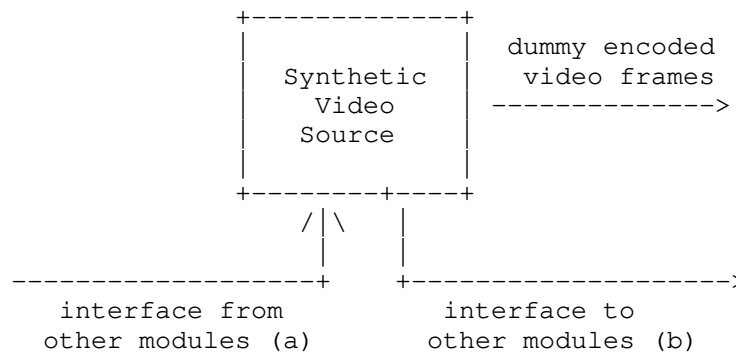 dummy encoded
Synthetic video frames
Video
Source
interface from interface to
other modules (a) other modules (b)